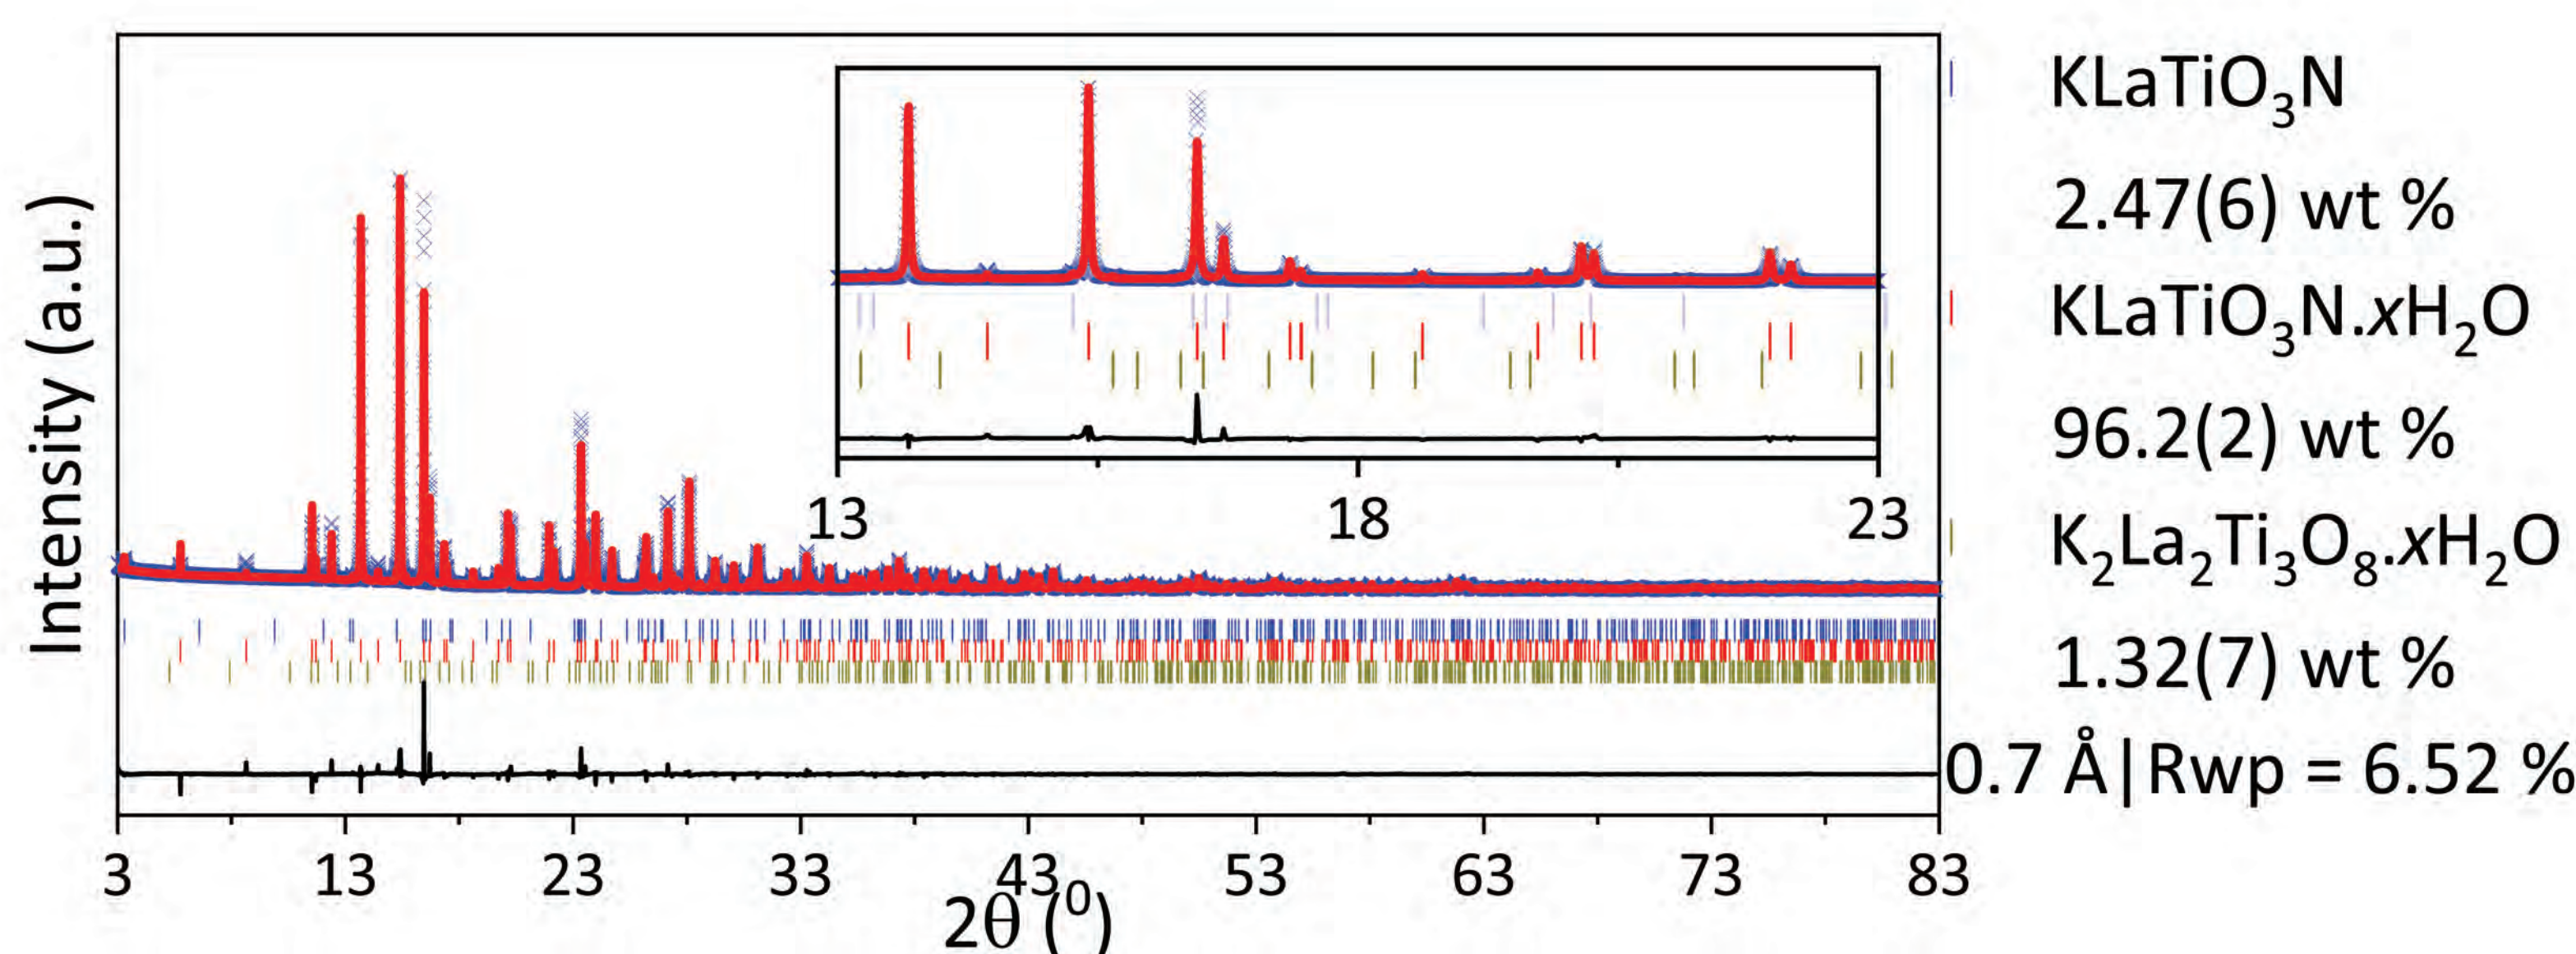 Intensity (a.u.)
13 18 23
3 13 23 33 43 53 63 73 83
2θ (⁰)
KLaTiO₃N
2.47(6) wt %
KLaTiO₃N.xH₂O
96.2(2) wt %
K₂La₂Ti₃O₈.xH₂O
1.32(7) wt %
0.7 Å|Rwp = 6.52 %